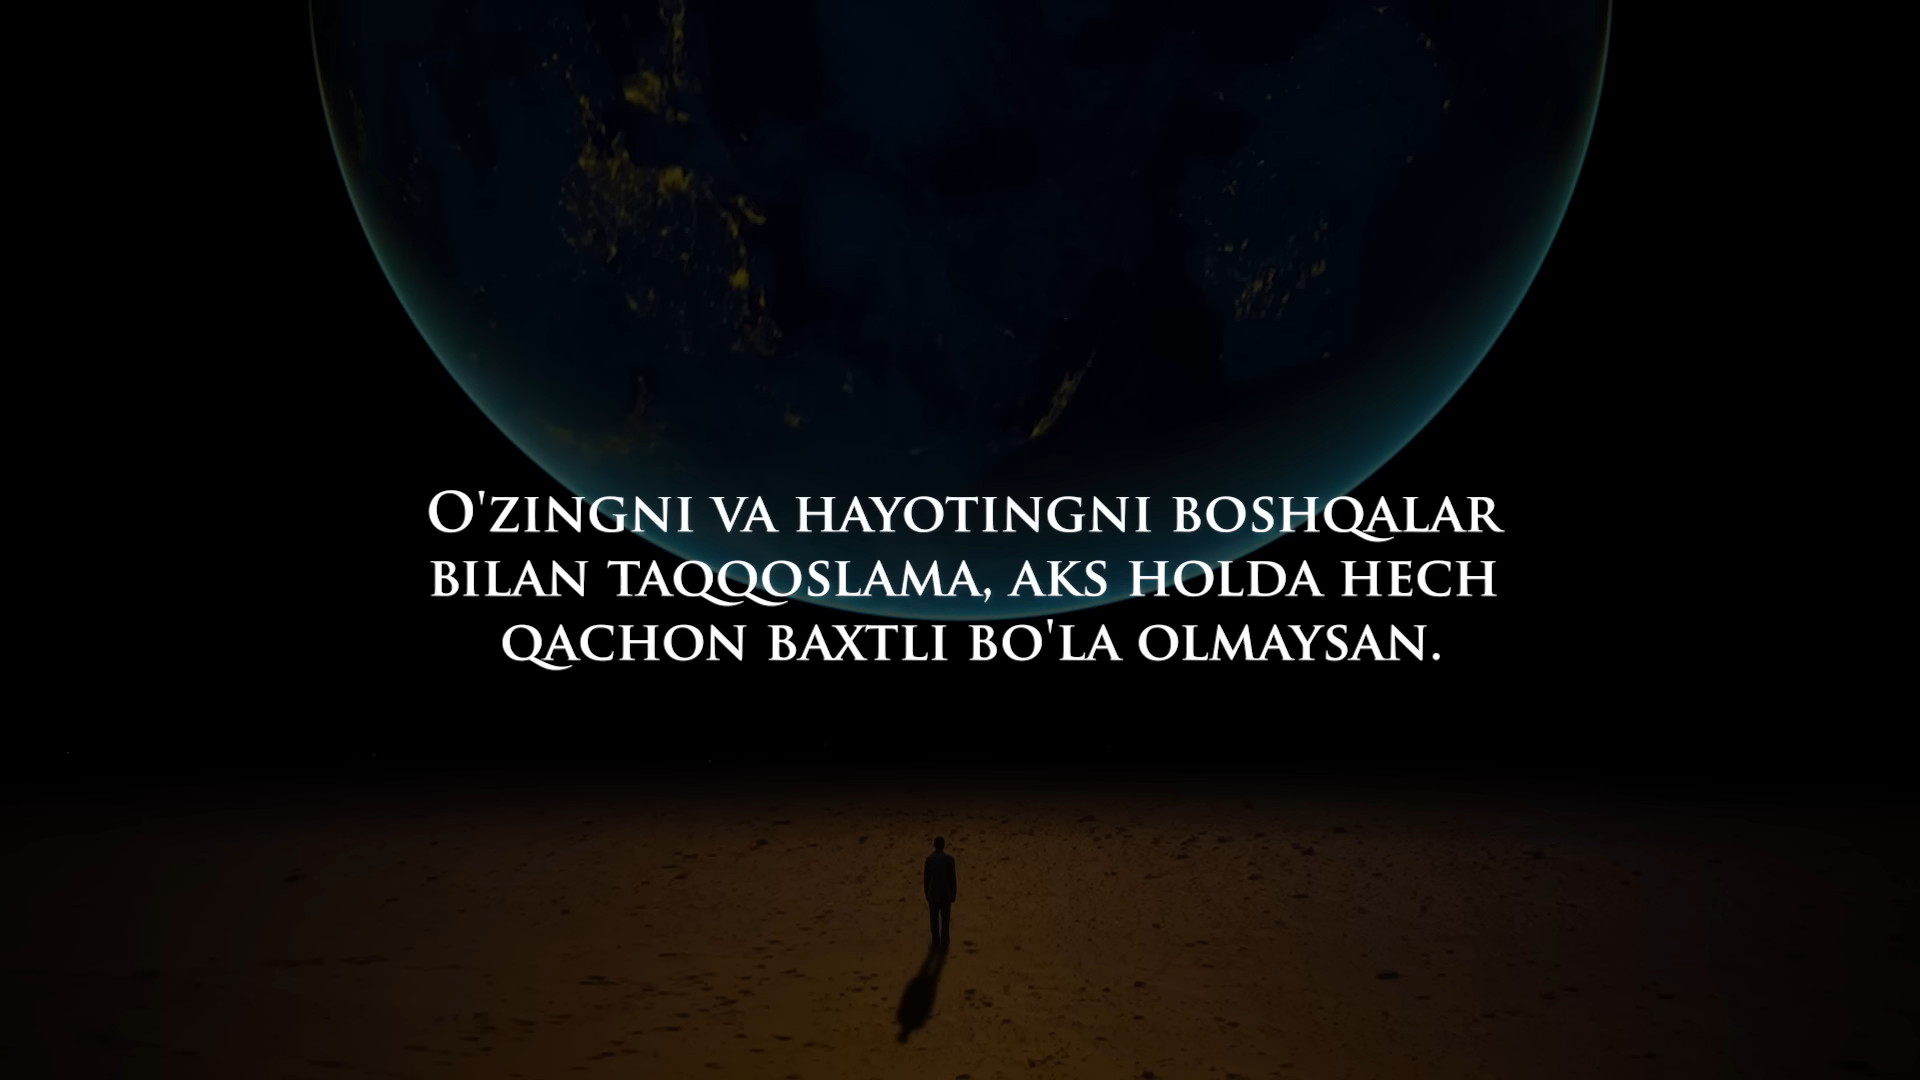 O'ZINGNI VA HAYOTINGNI BOSHQALAR
BILAN TAQQOSLAMA, AKS HOLDA HECH
QACHON BAXTLI BO'LA OLMAYSAN.